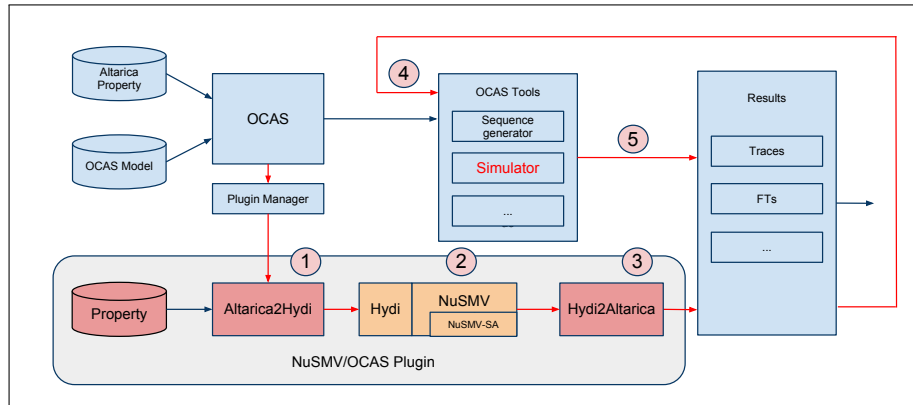 Altarica
Property
OCAS Model
OCAS
Plugin Manager
4
OCAS Tools
Sequence
generator
Simulator
...
5
Results
Traces
FTs
...
1
2
3
Property
Altarica2Hydi
Hydi
NuSMV
NuSMV-SA
Hydi2Altarica
NuSMV/OCAS Plugin